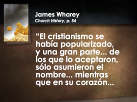 James Wharey
Church History, p. 54
“El cristianismo se
había popularizado,
y una gran parte... de
los que lo aceptaron,
sólo asumieron el
nombre... mientras
que en su corazón...